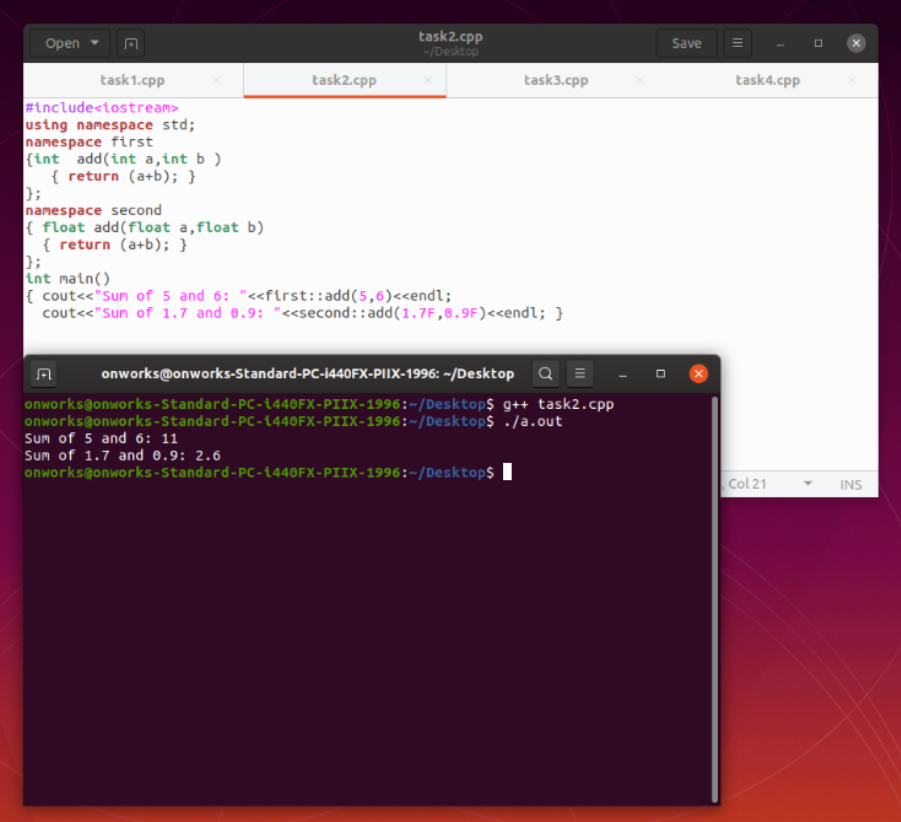 Open task2.cpp Save
~/Desktop
task1.cpp task2.cpp task3.cpp task4.cpp
#include<iostream>
using namespace std;
namespace first
{int  add(int a,int b )
   { return (a+b); }
};
namespace second
{ float add(float a,float b)
  { return (a+b); }
};
int main()
{ cout<<"Sum of 5 and 6: "<<first::add(5,6)<<endl;
  cout<<"Sum of 1.7 and 0.9: "<<second::add(1.7F,0.9F)<<endl; }
onworks@onworks-Standard-PC-i440FX-PIIX-1996: ~/Desktop
onworks@onworks-Standard-PC-i440FX-PIIX-1996:~/Desktop$ g++ task2.cpp
onworks@onworks-Standard-PC-i440FX-PIIX-1996:~/Desktop$ ./a.out
Sum of 5 and 6: 11
Sum of 1.7 and 0.9: 2.6
onworks@onworks-Standard-PC-i440FX-PIIX-1996:~/Desktop$
, Col 21 INS